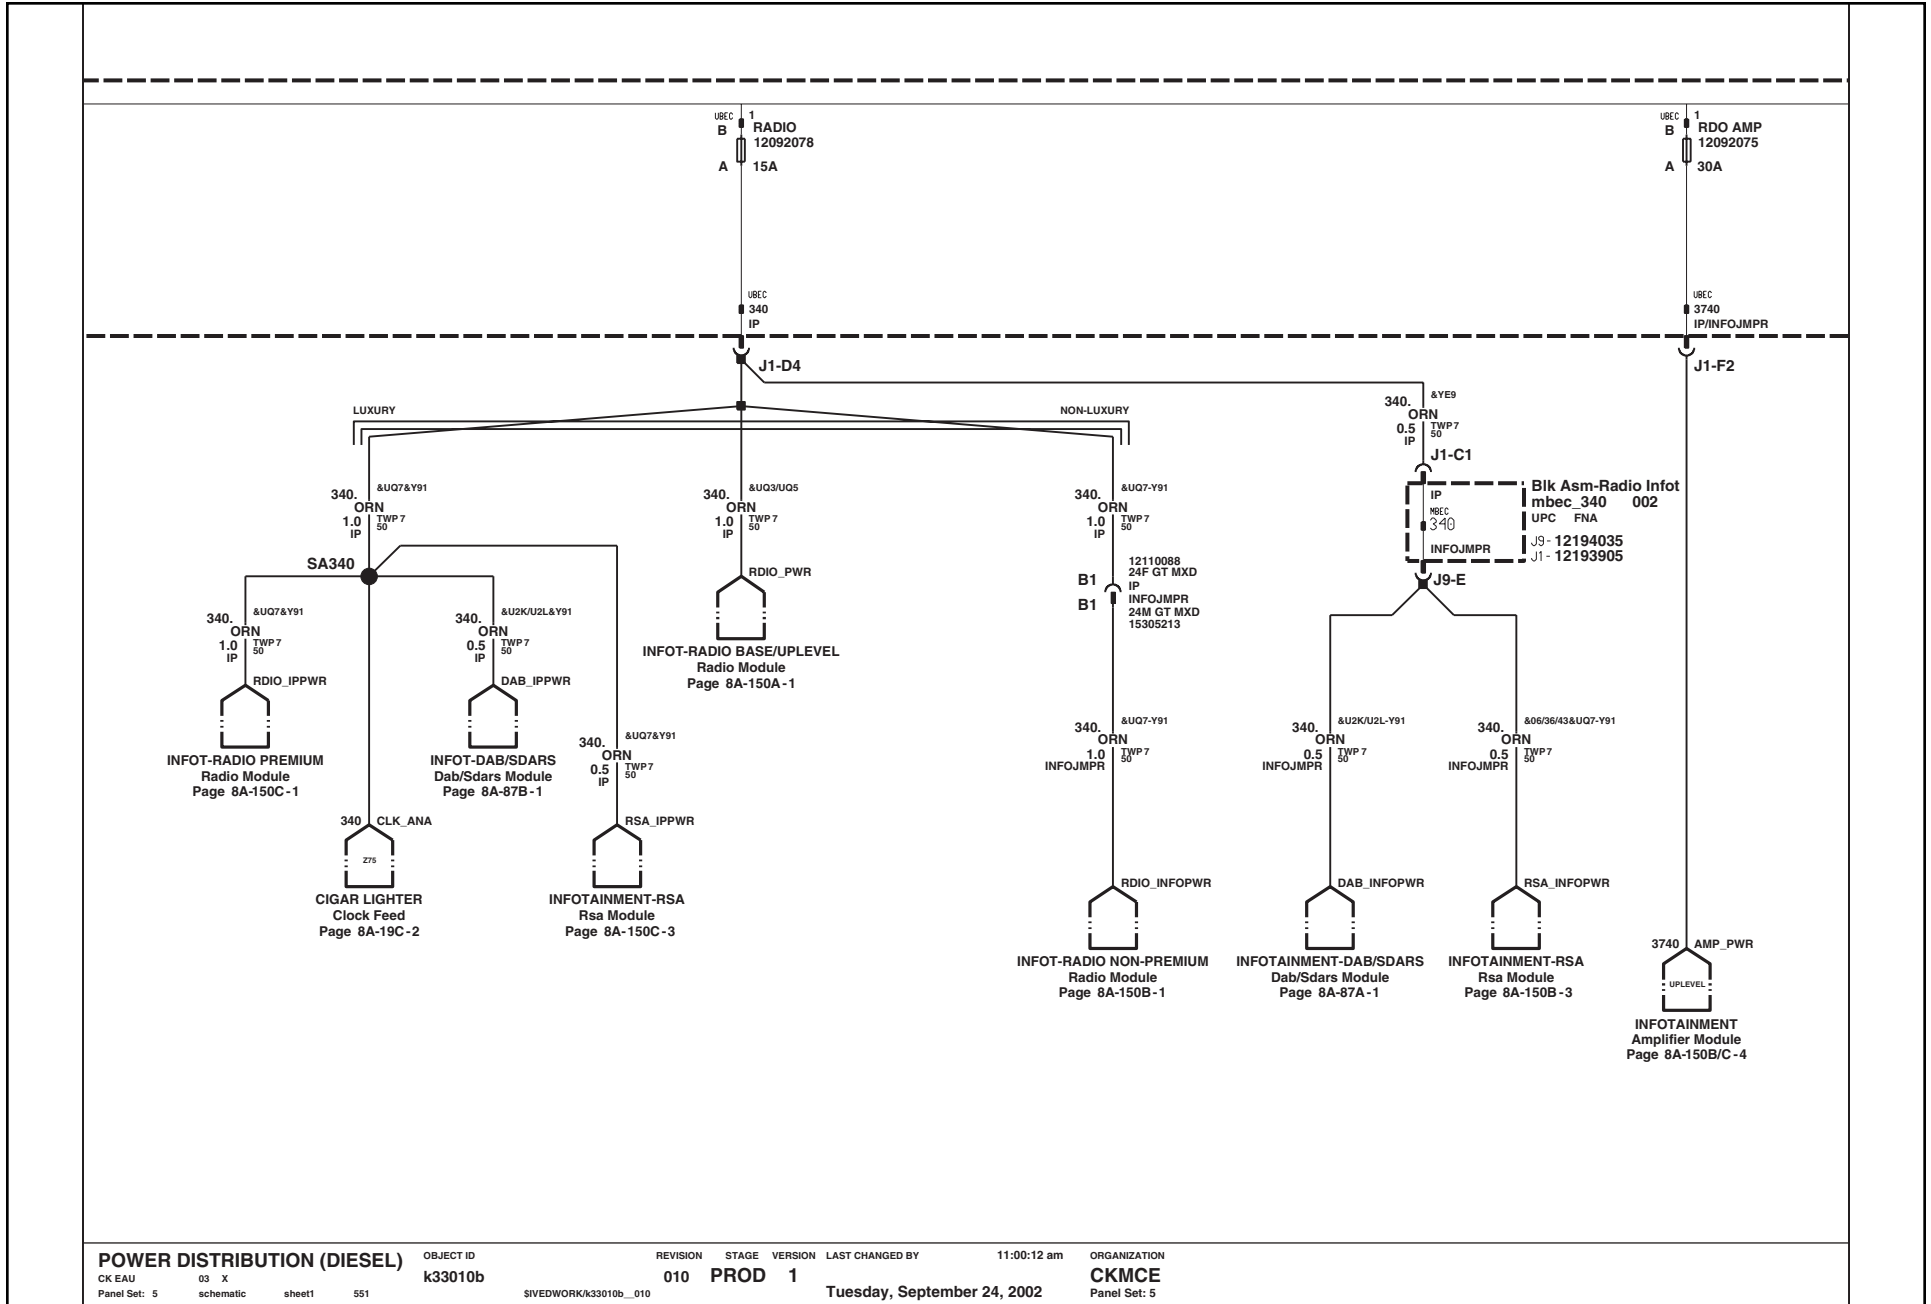 UBEC 1
B RADIO
12092078
A 15A
UBEC 1
B RDO AMP
12092075
A 30A
UBEC
340
IP
UBEC
3740
IP/INFOJMPR
J1-D4
J1-F2
LUXURY
NON-LUXURY
&YE9
340.
ORN
0.5 TWP7
IP 50
J1-C1
&UQ7&Y91
340.
ORN
1.0 TWP7
IP 50
&UQ3/UQ5
340.
ORN
1.0 TWP7
IP 50
&UQ7-Y91
340.
ORN
1.0 TWP7
IP 50
IP
MBEC
340
INFOJMPR
Blk Asm-Radio Infot
mbec_340 002
UPC FNA
J9- 12194035
J1- 12193905
J9-E
SA340
RDIO_PWR
INFOT-RADIO BASE/UPLEVEL
Radio Module
Page 8A-150A-1
12110088
24F GT MXD
B1 IP
INFOJMPR
B1 24M GT MXD
15305213
&UQ7&Y91
340.
ORN
1.0 TWP7
IP 50
&U2K/U2L&Y91
340.
ORN
0.5 TWP7
IP 50
RDIO_IPPWR
INFOT-RADIO PREMIUM
Radio Module
Page 8A-150C-1
DAB_IPPWR
INFOT-DAB/SDARS
Dab/Sdars Module
Page 8A-87B-1
&UQ7&Y91
340.
ORN
0.5 TWP7
IP 50
&UQ7-Y91
340.
ORN
1.0 TWP7
INFOJMPR 50
&U2K/U2L-Y91
340.
ORN
0.5 TWP7
INFOJMPR 50
&06/36/43&UQ7-Y91
340.
ORN
0.5 TWP7
INFOJMPR 50
340 CLK_ANA
Z75
CIGAR LIGHTER
Clock Feed
Page 8A-19C-2
RSA_IPPWR
INFOTAINMENT-RSA
Rsa Module
Page 8A-150C-3
RDIO_INFOPWR
INFOT-RADIO NON-PREMIUM
Radio Module
Page 8A-150B-1
DAB_INFOPWR
INFOTAINMENT-DAB/SDARS
Dab/Sdars Module
Page 8A-87A-1
RSA_INFOPWR
INFOTAINMENT-RSA
Rsa Module
Page 8A-150B-3
3740 AMP_PWR
UPLEVEL
INFOTAINMENT
Amplifier Module
Page 8A-150B/C-4
POWER DISTRIBUTION (DIESEL) OBJECT ID REVISION STAGE VERSION LAST CHANGED BY 11:00:12 am ORGANIZATION
CK EAU 03 X k33010b 010 PROD 1 CKMCE
Panel Set: 5 schematic sheet1 551 $IVEDWORK/k33010b__010 Tuesday, September 24, 2002 Panel Set: 5